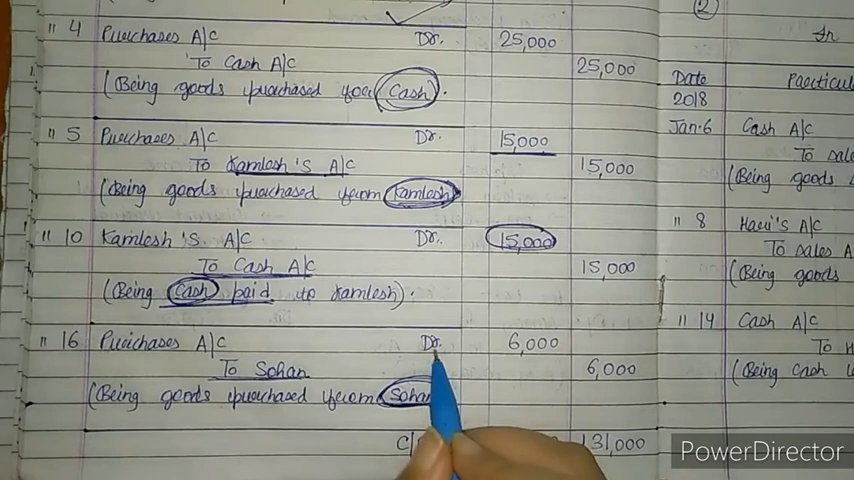 " 4 Purchases A/c Dr. 25,000
To Cash A/c 25,000
(Being goods purchased for Cash.
" 5 Purchases A/c Dr. 15,000
To Kamlesh 's A/c 15,000
(Being goods purchased from Kamlesh)
" 10 Kamlesh 's. A/c Dr. 15,000
To Cash A/c 15,000
(Being Cash paid to Kamlesh).
" 16 Purchases A/c Dr. 6,000
To Sohan 6,000
(Being goods purchased from Sohan
C/ 131,000
2
In
Date Particul
2018
Jan.6 Cash A/c
To Sale
(Being goods
" 8 Hari's A/c
To Sales A
(Being goods
" 14 Cash A/c
To H
(Being Cash
PowerDirector